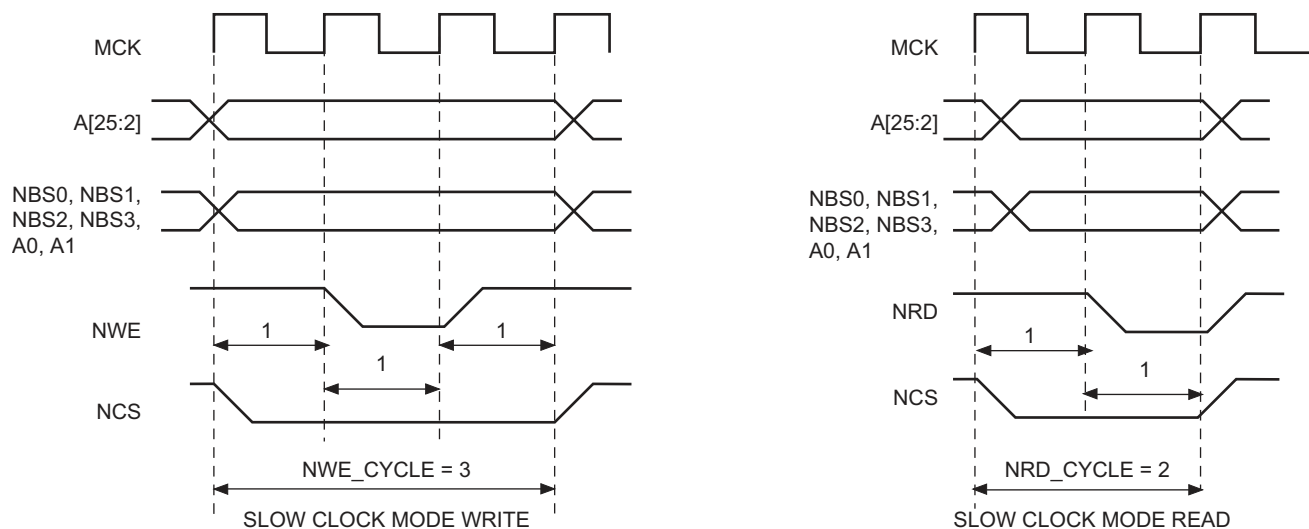 MCK
A[25:2]
NBS0, NBS1,
NBS2, NBS3,
A0, A1
NWE
1
1
1
NCS
NWE_CYCLE = 3
SLOW CLOCK MODE WRITE
MCK
A[25:2]
NBS0, NBS1,
NBS2, NBS3,
A0, A1
NRD
1
1
NCS
NRD_CYCLE = 2
SLOW CLOCK MODE READ